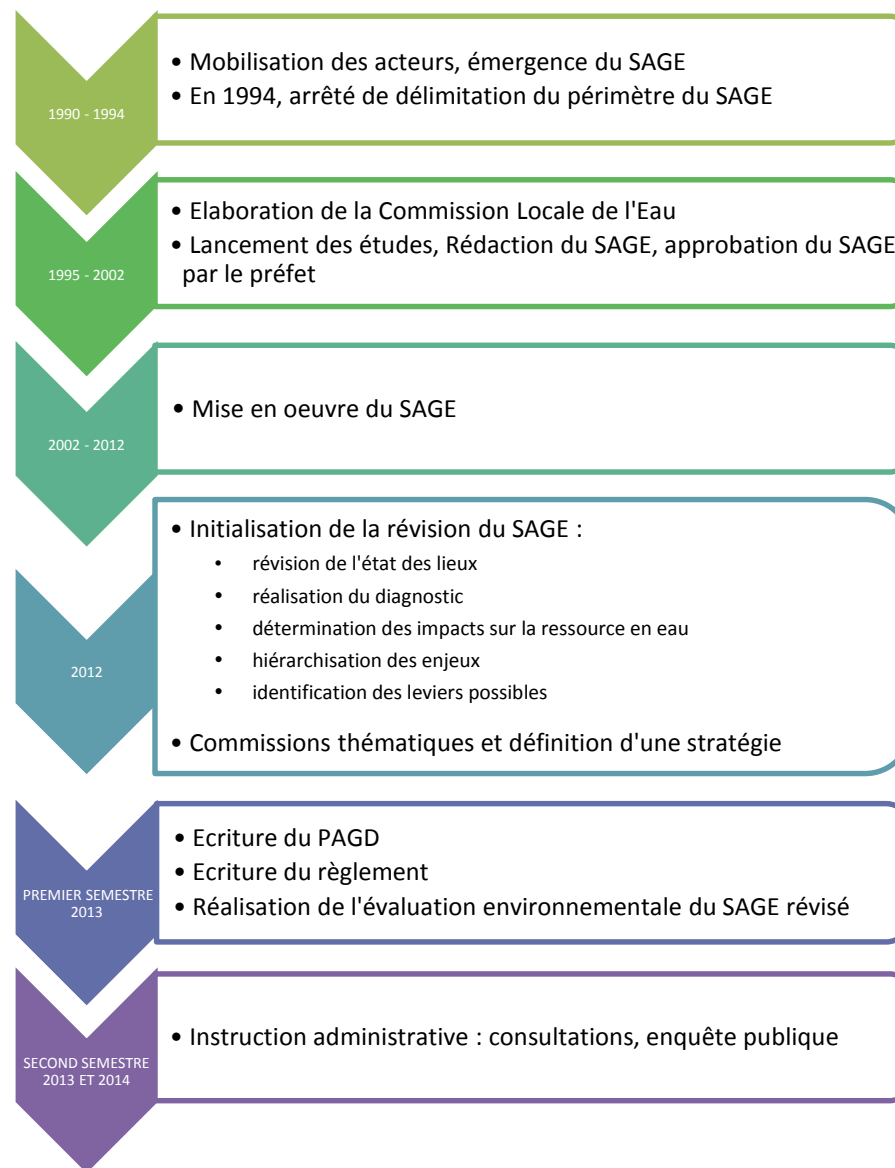 1990 - 1994
• Mobilisation des acteurs, émergence du SAGE
• En 1994, arrêté de délimitation du périmètre du SAGE
1995 - 2002
• Elaboration de la Commission Locale de l'Eau
• Lancement des études, Rédaction du SAGE, approbation du SAGE
par le préfet
2002 - 2012
• Mise en oeuvre du SAGE
2012
• Initialisation de la révision du SAGE :
• révision de l'état des lieux
• réalisation du diagnostic
• détermination des impacts sur la ressource en eau
• hiérarchisation des enjeux
• identification des leviers possibles
• Commissions thématiques et définition d'une stratégie
PREMIER SEMESTRE
2013
• Ecriture du PAGD
• Ecriture du règlement
• Réalisation de l'évaluation environnementale du SAGE révisé
SECOND SEMESTRE
2013 ET 2014
• Instruction administrative : consultations, enquête publique